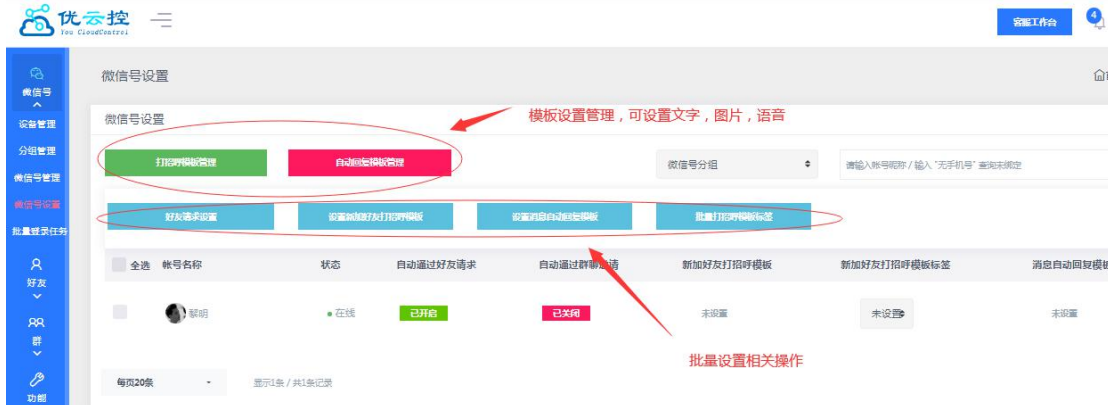 优云控
You CloudControl
客服工作台
4
微信号
设备管理
分组管理
微信号管理
微信号设置
批量登录任务
好友
群
功能
微信号设置
微信号设置
模板设置管理，可设置文字，图片，语音
打招呼模板管理
自动回复模板管理
微信号分组
请输入帐号昵称 / 输入 "无手机号" 查询未绑定
好友请求设置
设置新加好友打招呼模板
设置消息自动回复模板
批量打招呼模板标签
全选 帐号名称 状态 自动通过好友请求 自动通过群聊邀请 新加好友打招呼模板 新加好友打招呼模板标签 消息自动回复模
黎明 在线 已开启 已关闭 未设置 未设置 未设置
批量设置相关操作
每页20条 显示1条 / 共1条记录